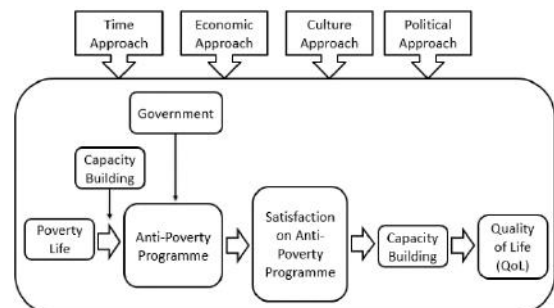 Time
Approach
Economic
Approach
Culture
Approach
Political
Approach
Government
Capacity
Building
Poverty
Life
Anti-Poverty
Programme
Satisfaction
on Anti-
Poverty
Programme
Capacity
Building
Quality
of Life
(QoL)